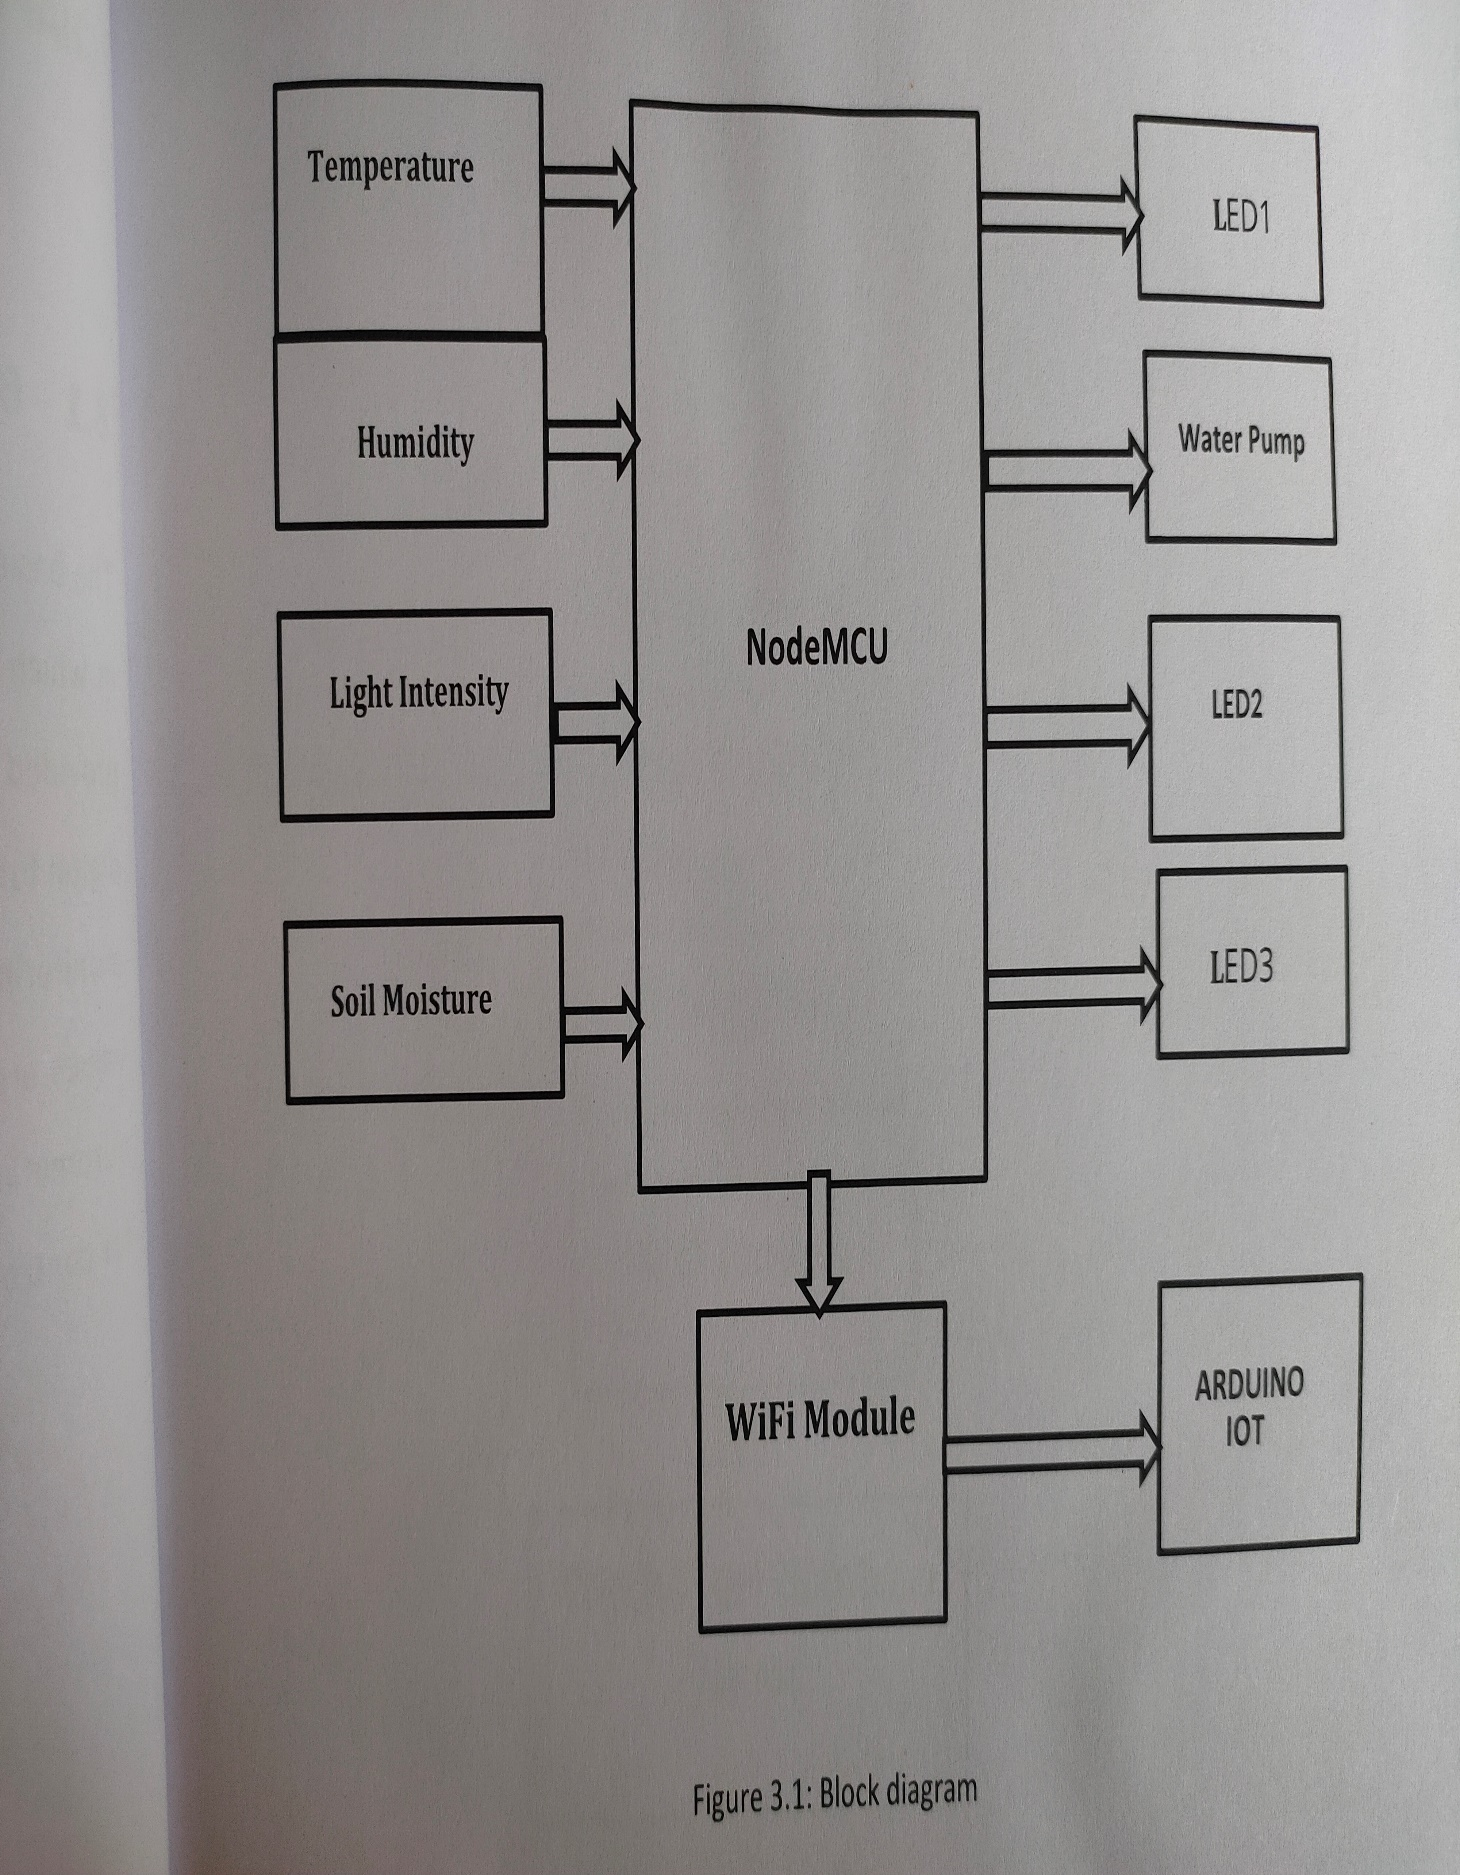 Temperature
Humidity
Light Intensity
Soil Moisture
NodeMCU
LED1
Water Pump
LED2
LED3
WiFi Module
ARDUINO
IOT
Figure 3.1: Block diagram